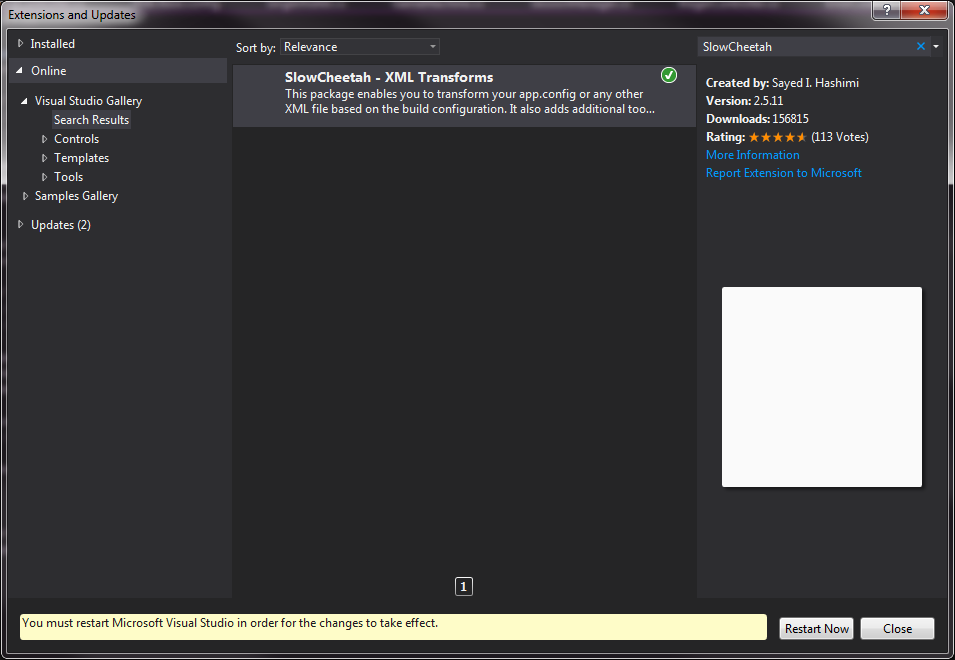 Extensions and Updates
?
Installed
Online
Visual Studio Gallery
Search Results
Controls
Templates
Tools
Samples Gallery
Updates (2)
Sort by: Relevance
SlowCheetah - XML Transforms
This package enables you to transform your app.config or any other
XML file based on the build configuration. It also adds additional too...
1
SlowCheetah
Created by: Sayed I. Hashimi
Version: 2.5.11
Downloads: 156815
Rating: (113 Votes)
More Information
Report Extension to Microsoft
You must restart Microsoft Visual Studio in order for the changes to take effect.
Restart Now
Close